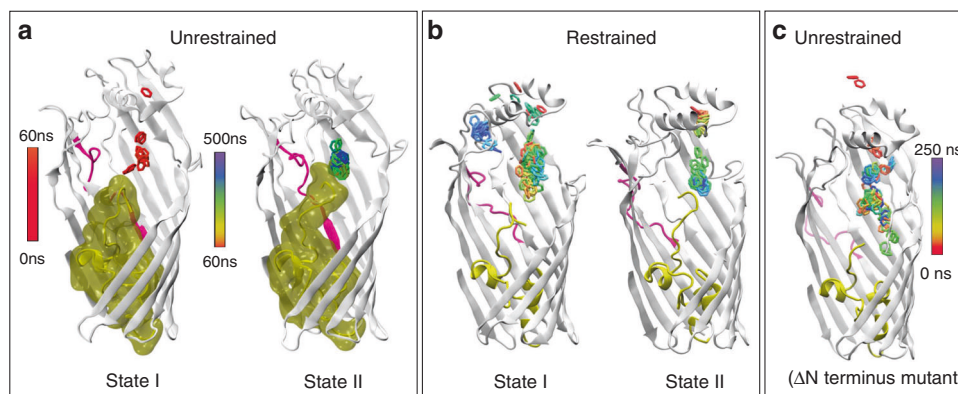 a
Unrestrained
60ns
0ns
500ns
60ns
State I
State II
b
Restrained
State I
State II
c
Unrestrained
250 ns
0 ns
(ΔN terminus mutant